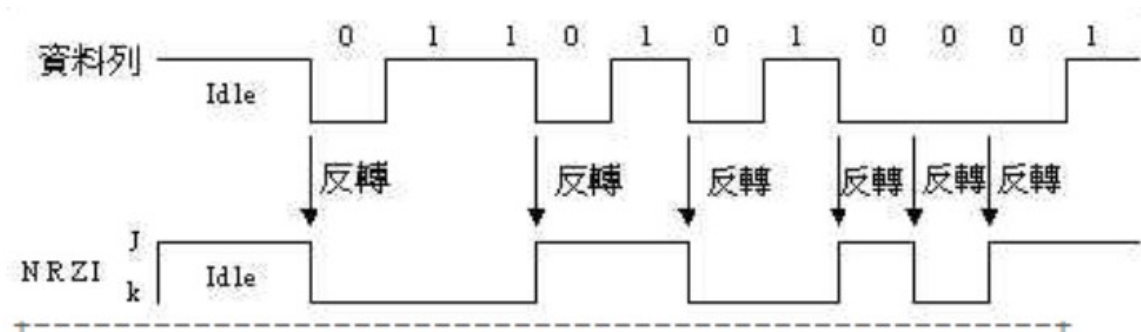 0 1 1 0 1 0 1 0 0 0 1
資料列
Idle
反轉 反轉 反轉 反轉 反轉 反轉
J
NRZI
k
Idle